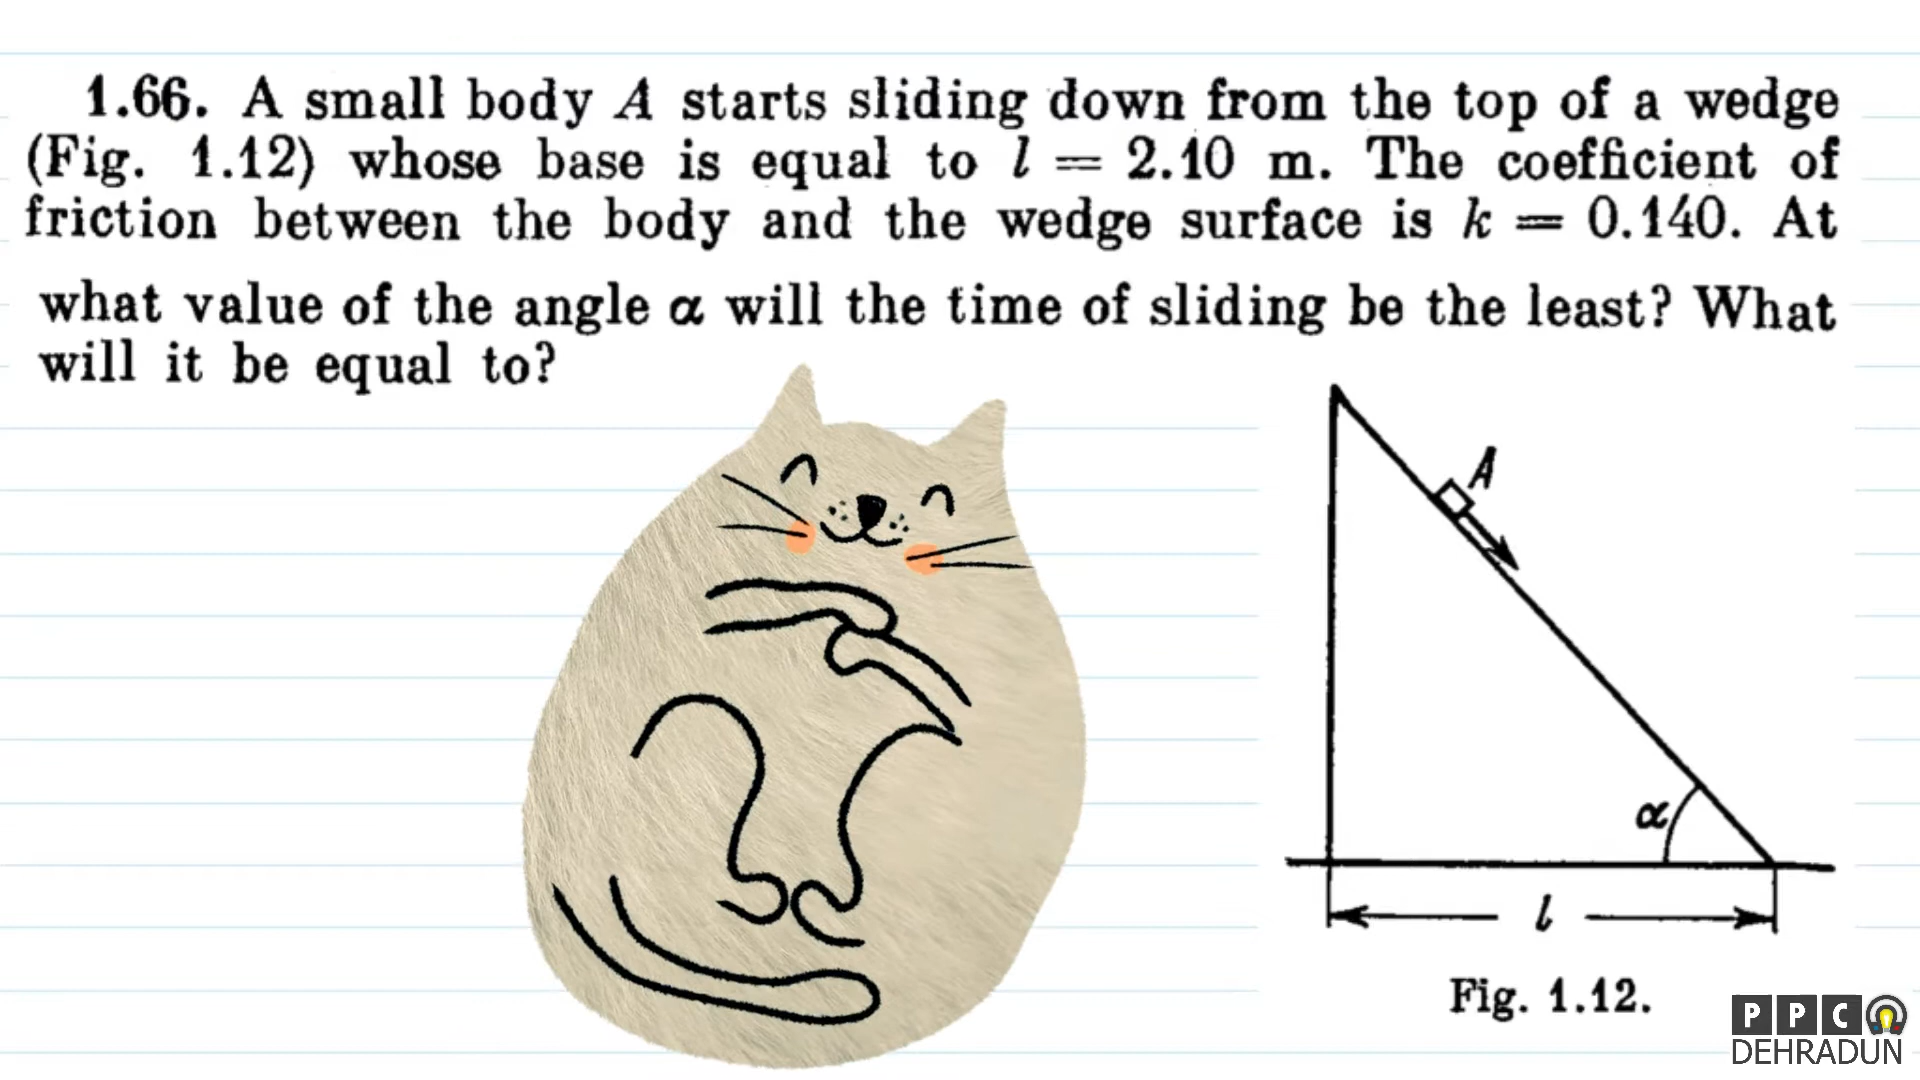 1.66. A small body A starts sliding down from the top of a wedge
(Fig. 1.12) whose base is equal to l = 2.10 m. The coefficient of
friction between the body and the wedge surface is k = 0.140. At
what value of the angle α will the time of sliding be the least? What
will it be equal to?
A
α
l
Fig. 1.12.
PPC
DEHRADUN